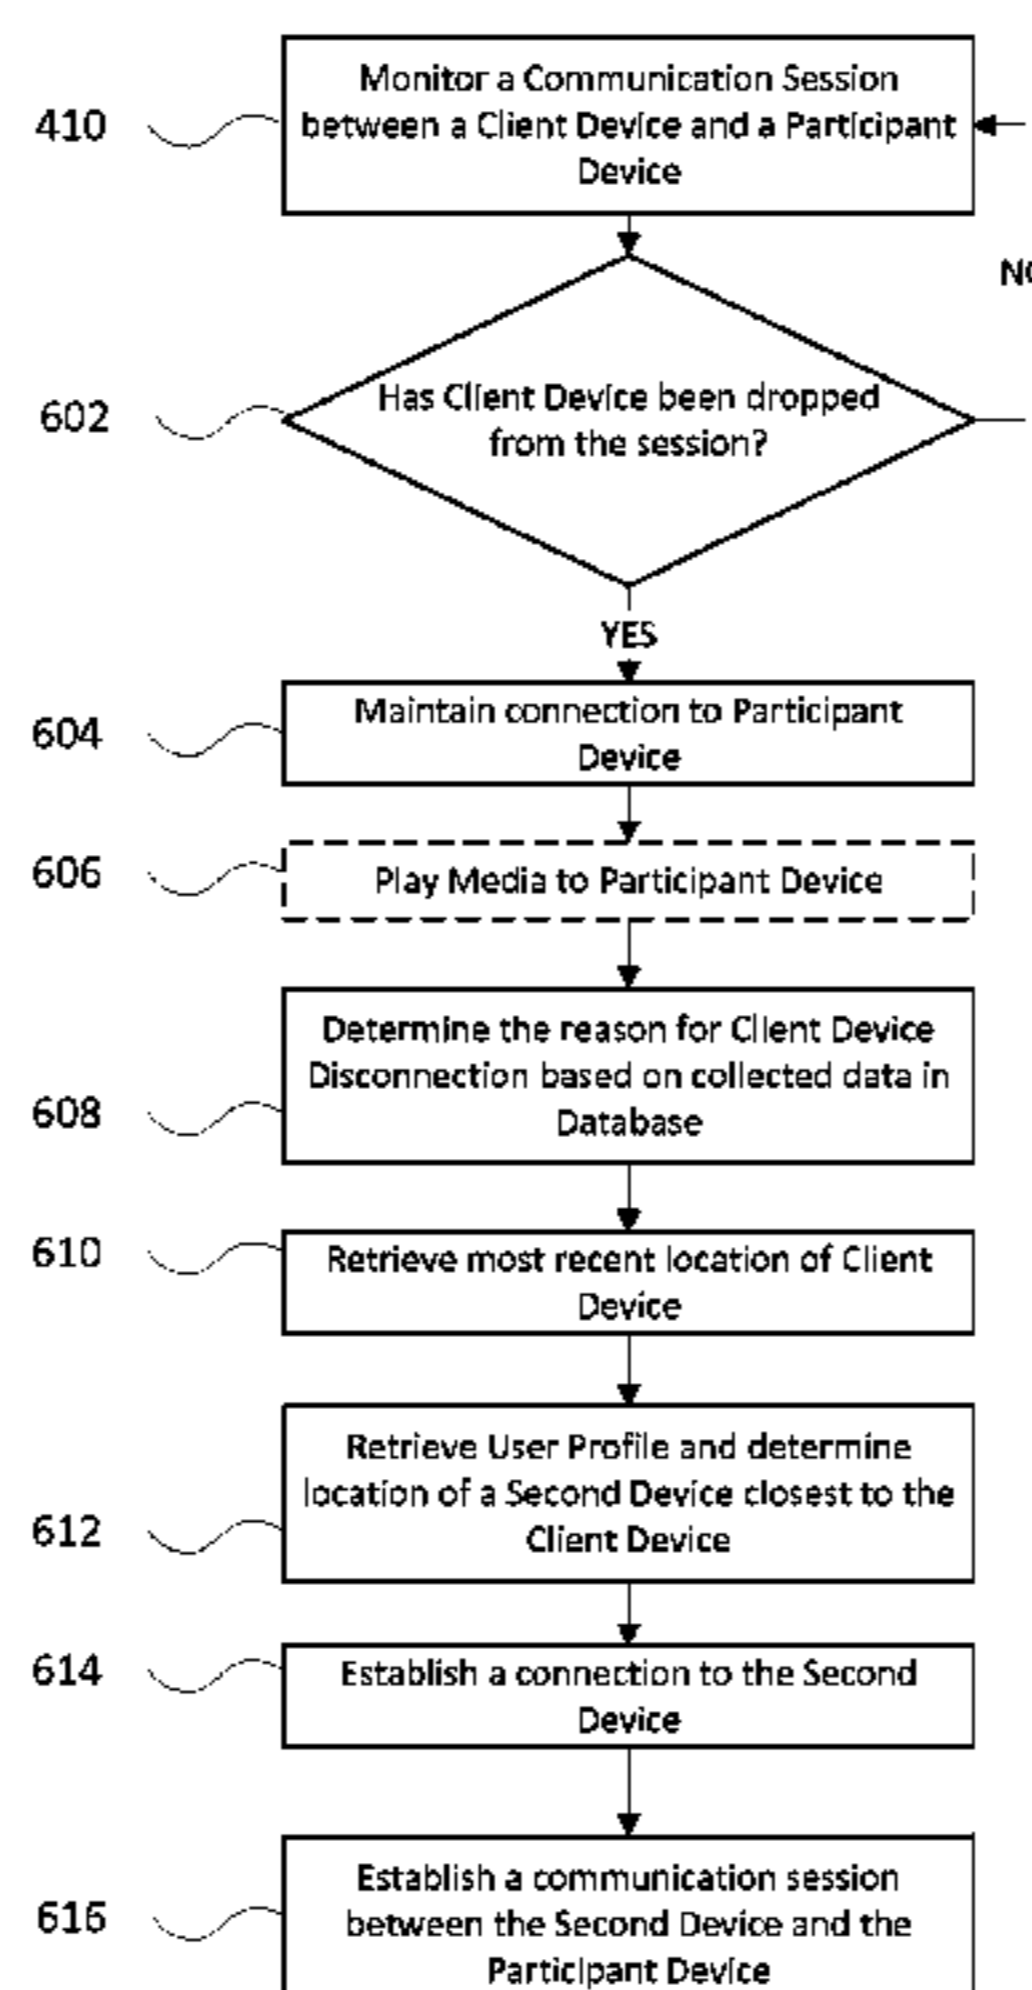 410
Monitor a Communication Session
between a Client Device and a Participant
Device
602
Has Client Device been dropped
from the session?
YES
604
Maintain connection to Participant
Device
606
Play Media to Participant Device
608
Determine the reason for Client Device
Disconnection based on collected data in
Database
610
Retrieve most recent location of Client
Device
612
Retrieve User Profile and determine
location of a Second Device closest to the
Client Device
614
Establish a connection to the Second
Device
616
Establish a communication session
between the Second Device and the
Participant Device